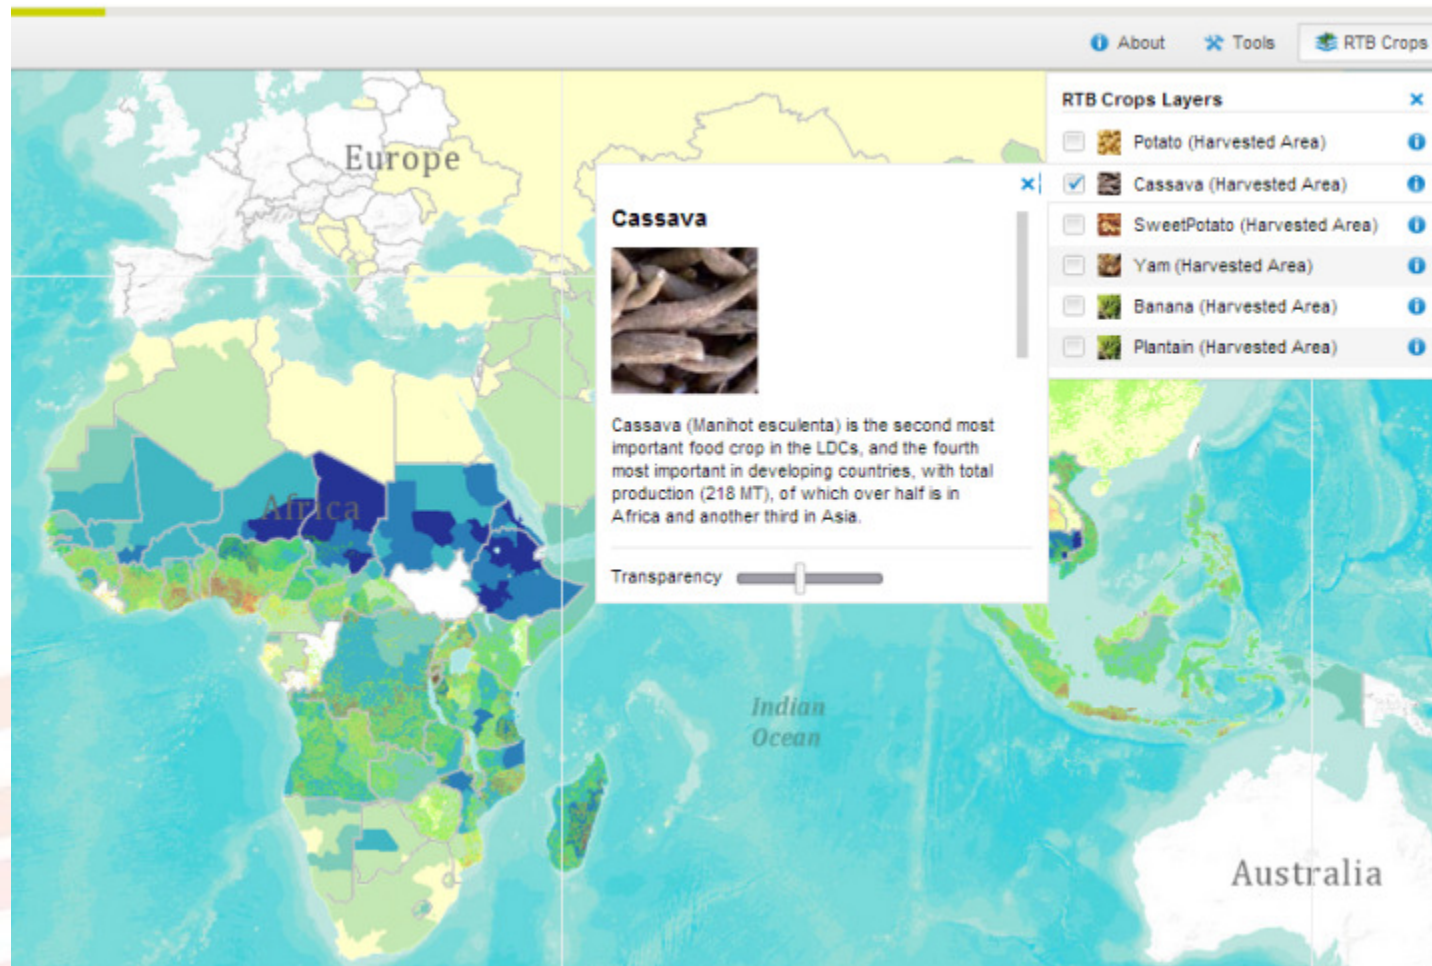 About
Tools
RTB Crops
RTB Crops Layers
Potato (Harvested Area)
Cassava (Harvested Area)
SweetPotato (Harvested Area)
Yam (Harvested Area)
Banana (Harvested Area)
Plantain (Harvested Area)
Cassava
Cassava (Manihot esculenta) is the second most
important food crop in the LDCs, and the fourth
most important in developing countries, with total
production (218 MT), of which over half is in
Africa and another third in Asia.
Transparency
Europe
Africa
Indian
Ocean
Australia